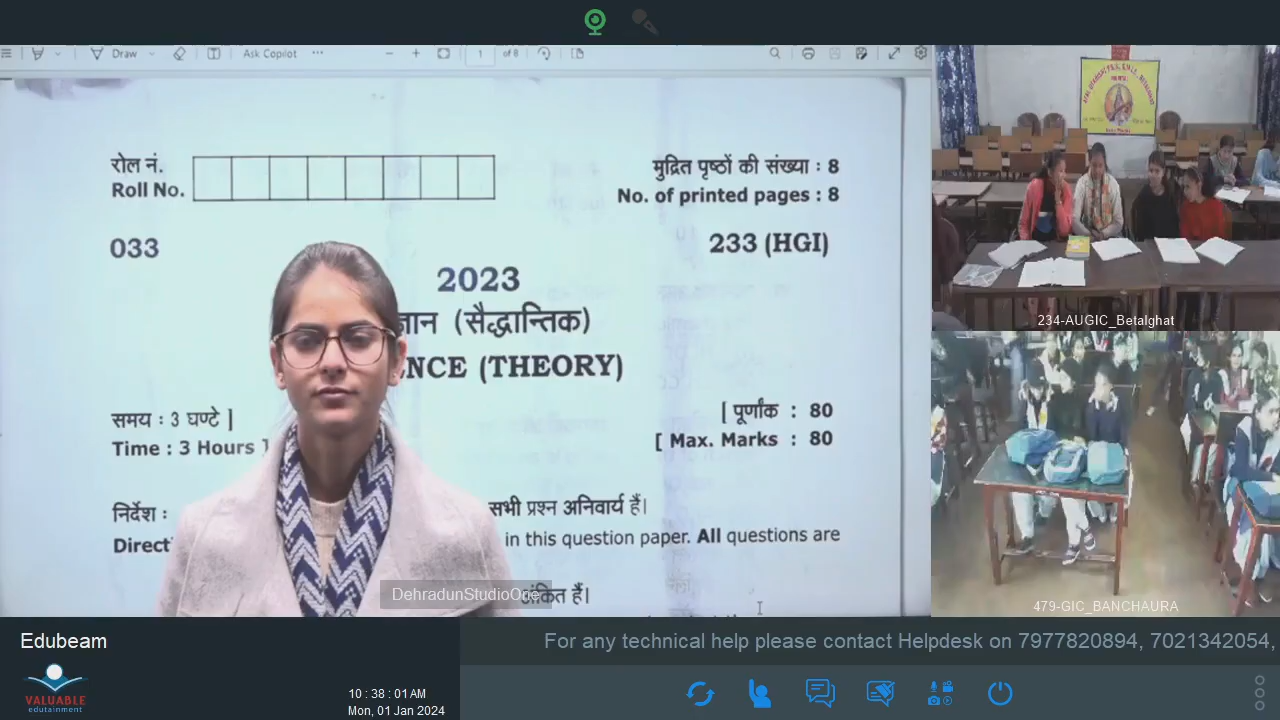 Draw
Ask Copilot
1
of 8
रोल नं.
Roll No.
मुद्रित पृष्ठों की संख्या : 8
No. of printed pages : 8
033
233 (HGI)
2023
ज्ञान (सैद्धान्तिक)
NCE (THEORY)
समय : 3 घण्टे ]
[ पूर्णांक : 80
Time : 3 Hours ]
[ Max. Marks : 80
निर्देश :
सभी प्रश्न अनिवार्य हैं।
Direct
in this question paper. All questions are
अंकित हैं।
DehradunStudioOne
234-AUGIC_Betalghat
479-GIC_BANCHAURA
Edubeam
For any technical help please contact Helpdesk on 7977820894, 7021342054,
VALUABLE
edutainment
10 : 38 : 01 AM
Mon, 01 Jan 2024